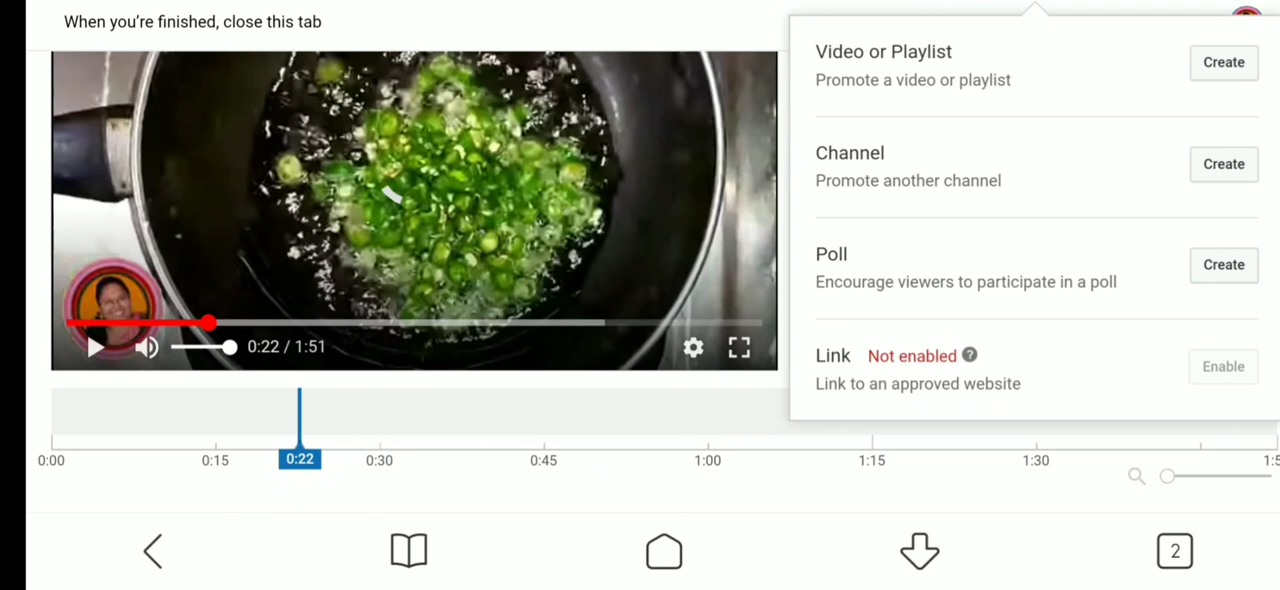 When you’re finished, close this tab
Video or Playlist
Promote a video or playlist
Create
Channel
Promote another channel
Create
Poll
Encourage viewers to participate in a poll
Create
Link Not enabled ?
Link to an approved website
Enable
0:22 / 1:51
0:00 0:15 0:22 0:30 0:45 1:00 1:15 1:30 1:5
2